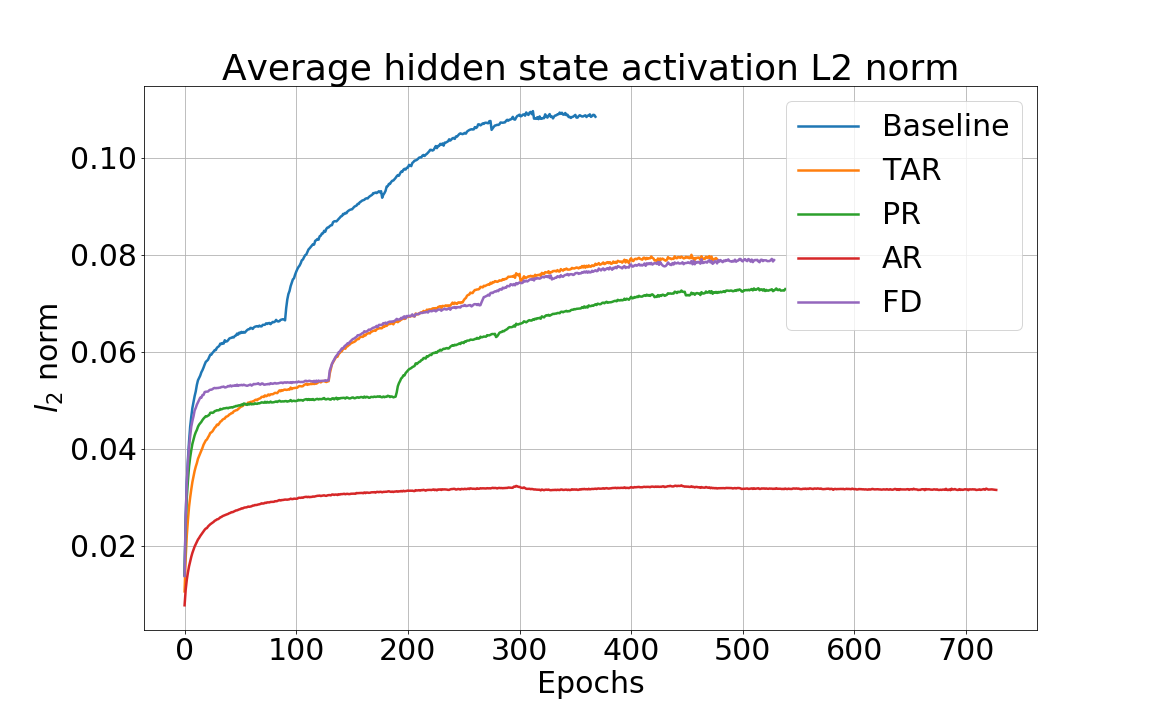 Average hidden state activation L2 norm
l2 norm
0.10
0.08
0.06
0.04
0.02
0 100 200 300 400 500 600 700
Epochs
Baseline
TAR
PR
AR
FD